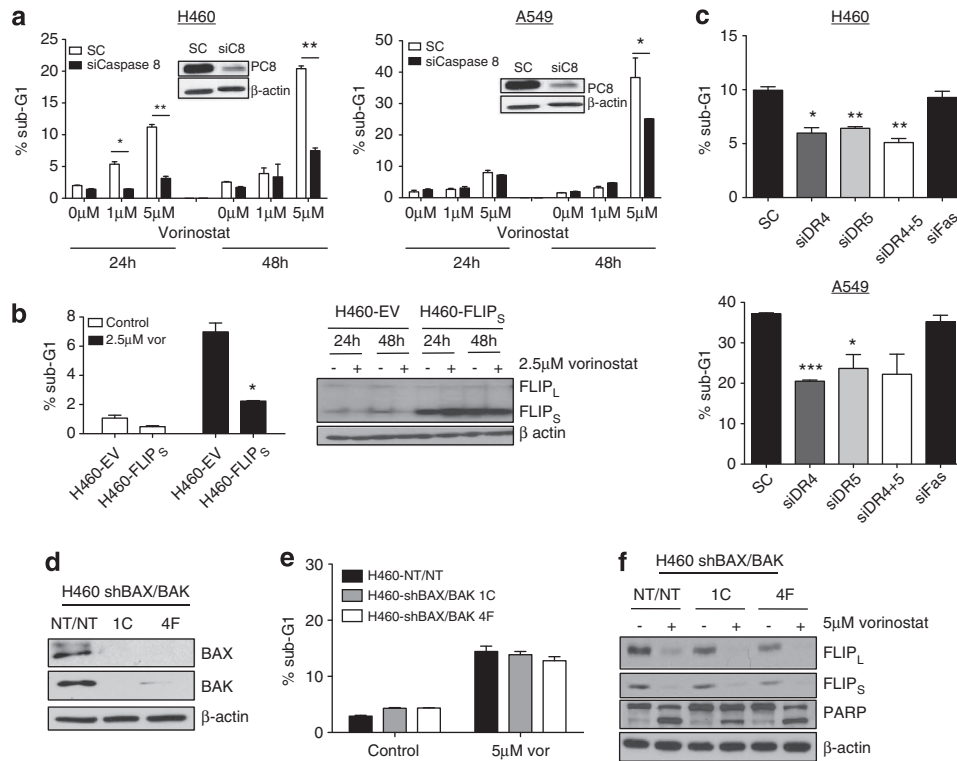 a
H460
% sub-G1
25
20
15
10
5
0
SC
siCaspase 8
SC siC8
PC8
β-actin
*
**
**
0µM 1µM 5µM 0µM 1µM 5µM
Vorinostat
24h 48h
A549
% sub-G1
50
40
30
20
10
0
SC
siCaspase 8
SC siC8
PC8
β-actin
*
0µM 1µM 5µM 0µM 1µM 5µM
Vorinostat
24h 48h
c
H460
% sub-G1
15
10
5
0
* ** **
SC siDR4 siDR5 siDR4+5 siFas
A549
% sub-G1
40
30
20
10
0
*** *
SC siDR4 siDR5 siDR4+5 siFas
b
% sub-G1
8
6
4
2
0
Control
2.5µM vor
*
H460-EV H460-FLIPS H460-EV H460-FLIPS
H460-EV H460-FLIPS
24h 48h 24h 48h
- + - + - + - + 2.5µM vorinostat
FLIPL
FLIPS
β actin
d
H460 shBAX/BAK
NT/NT 1C 4F
BAX
BAK
β-actin
e
% sub-G1
30
20
10
0
H460-NT/NT
H460-shBAX/BAK 1C
H460-shBAX/BAK 4F
Control 5µM vor
f
H460 shBAX/BAK
NT/NT 1C 4F
- + - + - + 5µM vorinostat
FLIPL
FLIPS
PARP
β-actin